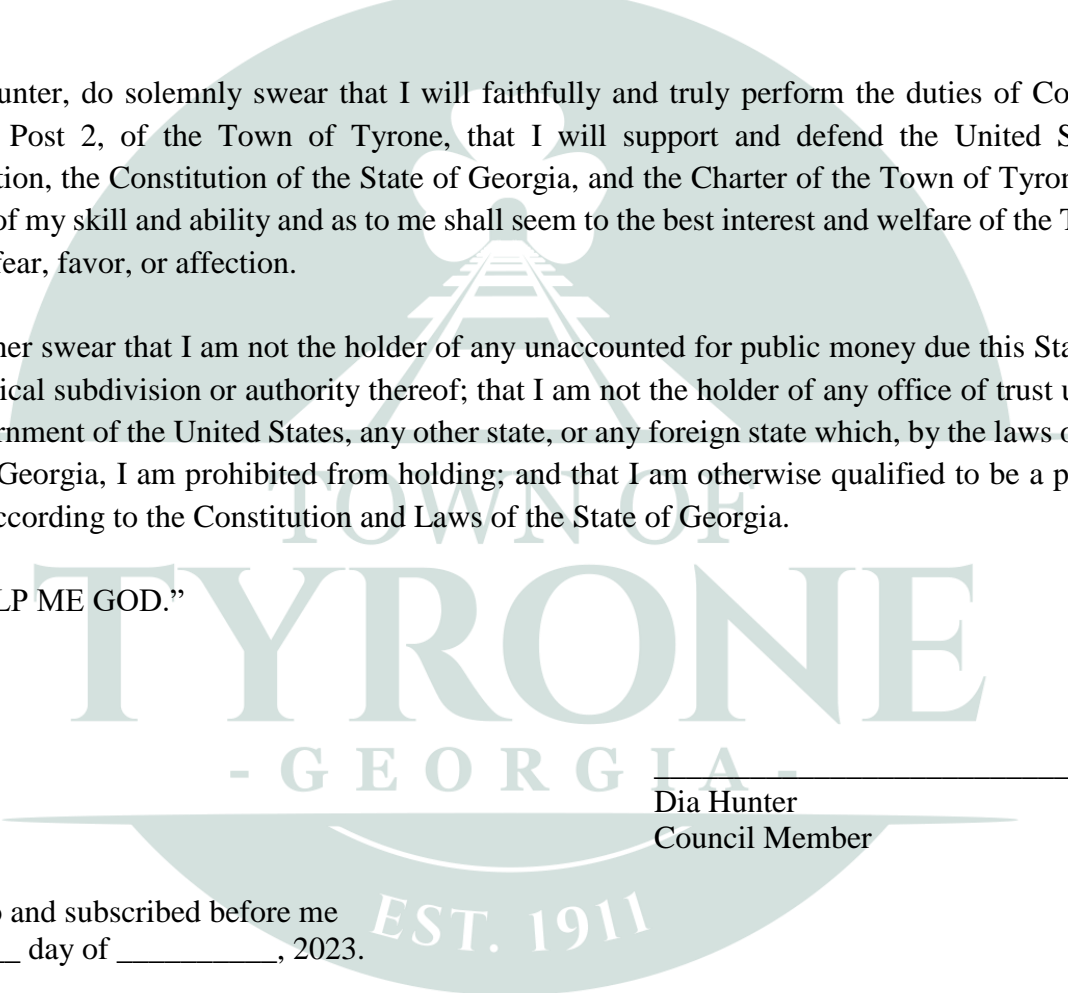 unter, do solemnly swear that I will faithfully and truly perform the duties of Co
Post 2, of the Town of Tyrone, that I will support and defend the United S
tion, the Constitution of the State of Georgia, and the Charter of the Town of Tyron
of my skill and ability and as to me shall seem to the best interest and welfare of the T
fear, favor, or affection.
her swear that I am not the holder of any unaccounted for public money due this Sta
ical subdivision or authority thereof; that I am not the holder of any office of trust u
rnment of the United States, any other state, or any foreign state which, by the laws o
Georgia, I am prohibited from holding; and that I am otherwise qualified to be a p
ccording to the Constitution and Laws of the State of Georgia.
TOWN OF
LP ME GOD.”
TYRONE
- GEORGIA -
____________________________
Dia Hunter
Council Member
o and subscribed before me
__ day of __________, 2023.
EST. 1911